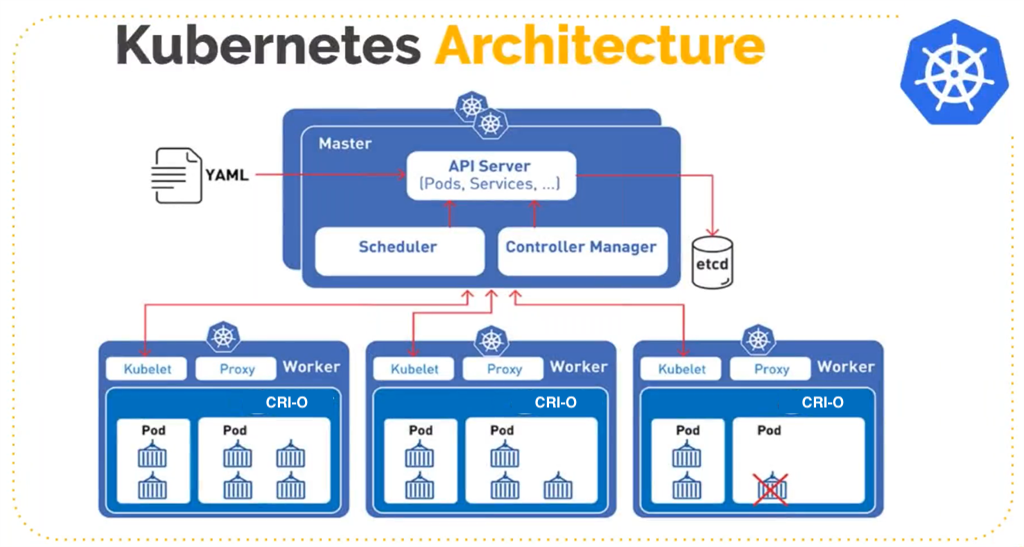 Kubernetes Architecture
Master
YAML
API Server
(Pods, Services, ...)
Scheduler
Controller Manager
etcd
Kubelet
Proxy
Worker
CRI-O
Pod
Pod
Kubelet
Proxy
Worker
CRI-O
Pod
Pod
Kubelet
Proxy
Worker
CRI-O
Pod
Pod